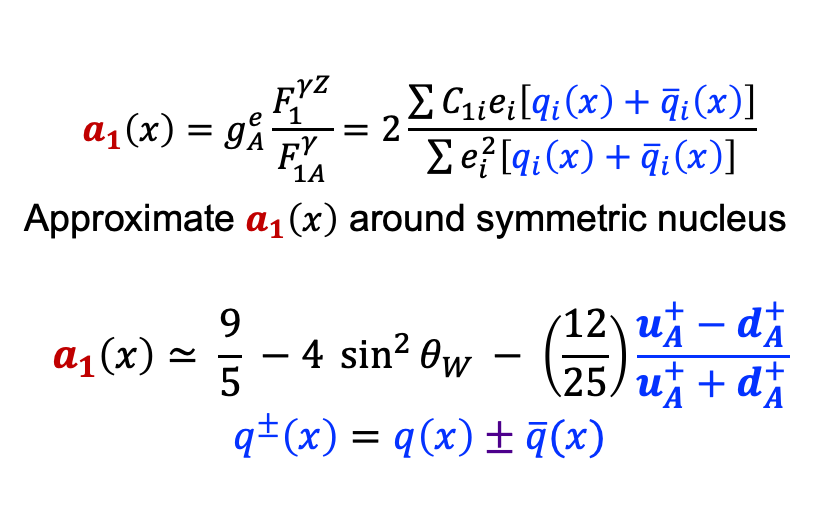 a₁(x) = g_A^e F₁^{γZ} / F_{1A}^γ = 2 ∑ C_{1i}e_i[q_i(x) + q̄_i(x)] / ∑ e_i²[q_i(x) + q̄_i(x)]
Approximate a₁(x) around symmetric nucleus
a₁(x) ≃ 9/5 − 4 sin² θ_W − (12/25) (u_A^+ − d_A^+) / (u_A^+ + d_A^+)
q^±(x) = q(x) ± q̄(x)